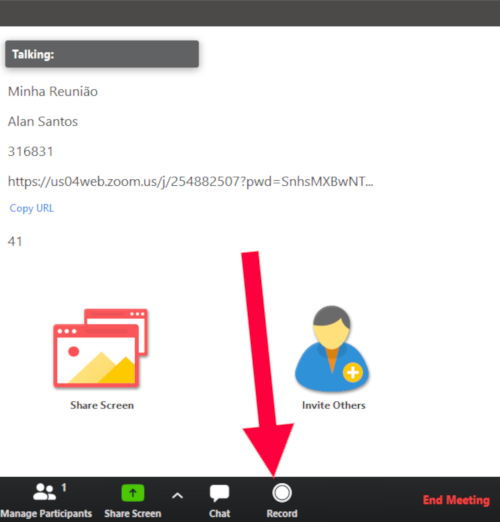 Talking:
Minha Reunião
Alan Santos
316831
https://us04web.zoom.us/j/254882507?pwd=SnhsMXBwNT...
Copy URL
41
Share Screen
Invite Others
1
Manage Participants
Share Screen
Chat
Record
End Meeting